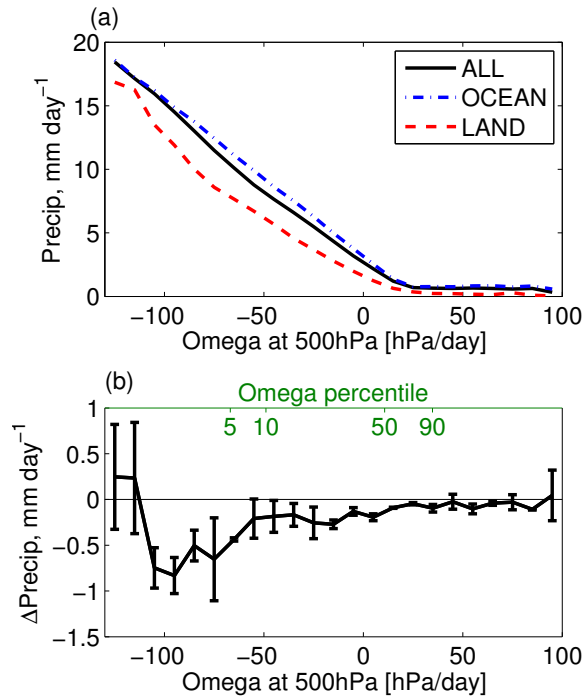 (a)
20
15
10
5
0
Precip, mm day⁻¹
ALL
OCEAN
LAND
−100 −50 0 50 100
Omega at 500hPa [hPa/day]
(b)
Omega percentile
5 10 50 90
1
0.5
0
−0.5
−1
−1.5
ΔPrecip, mm day⁻¹
−100 −50 0 50 100
Omega at 500hPa [hPa/day]